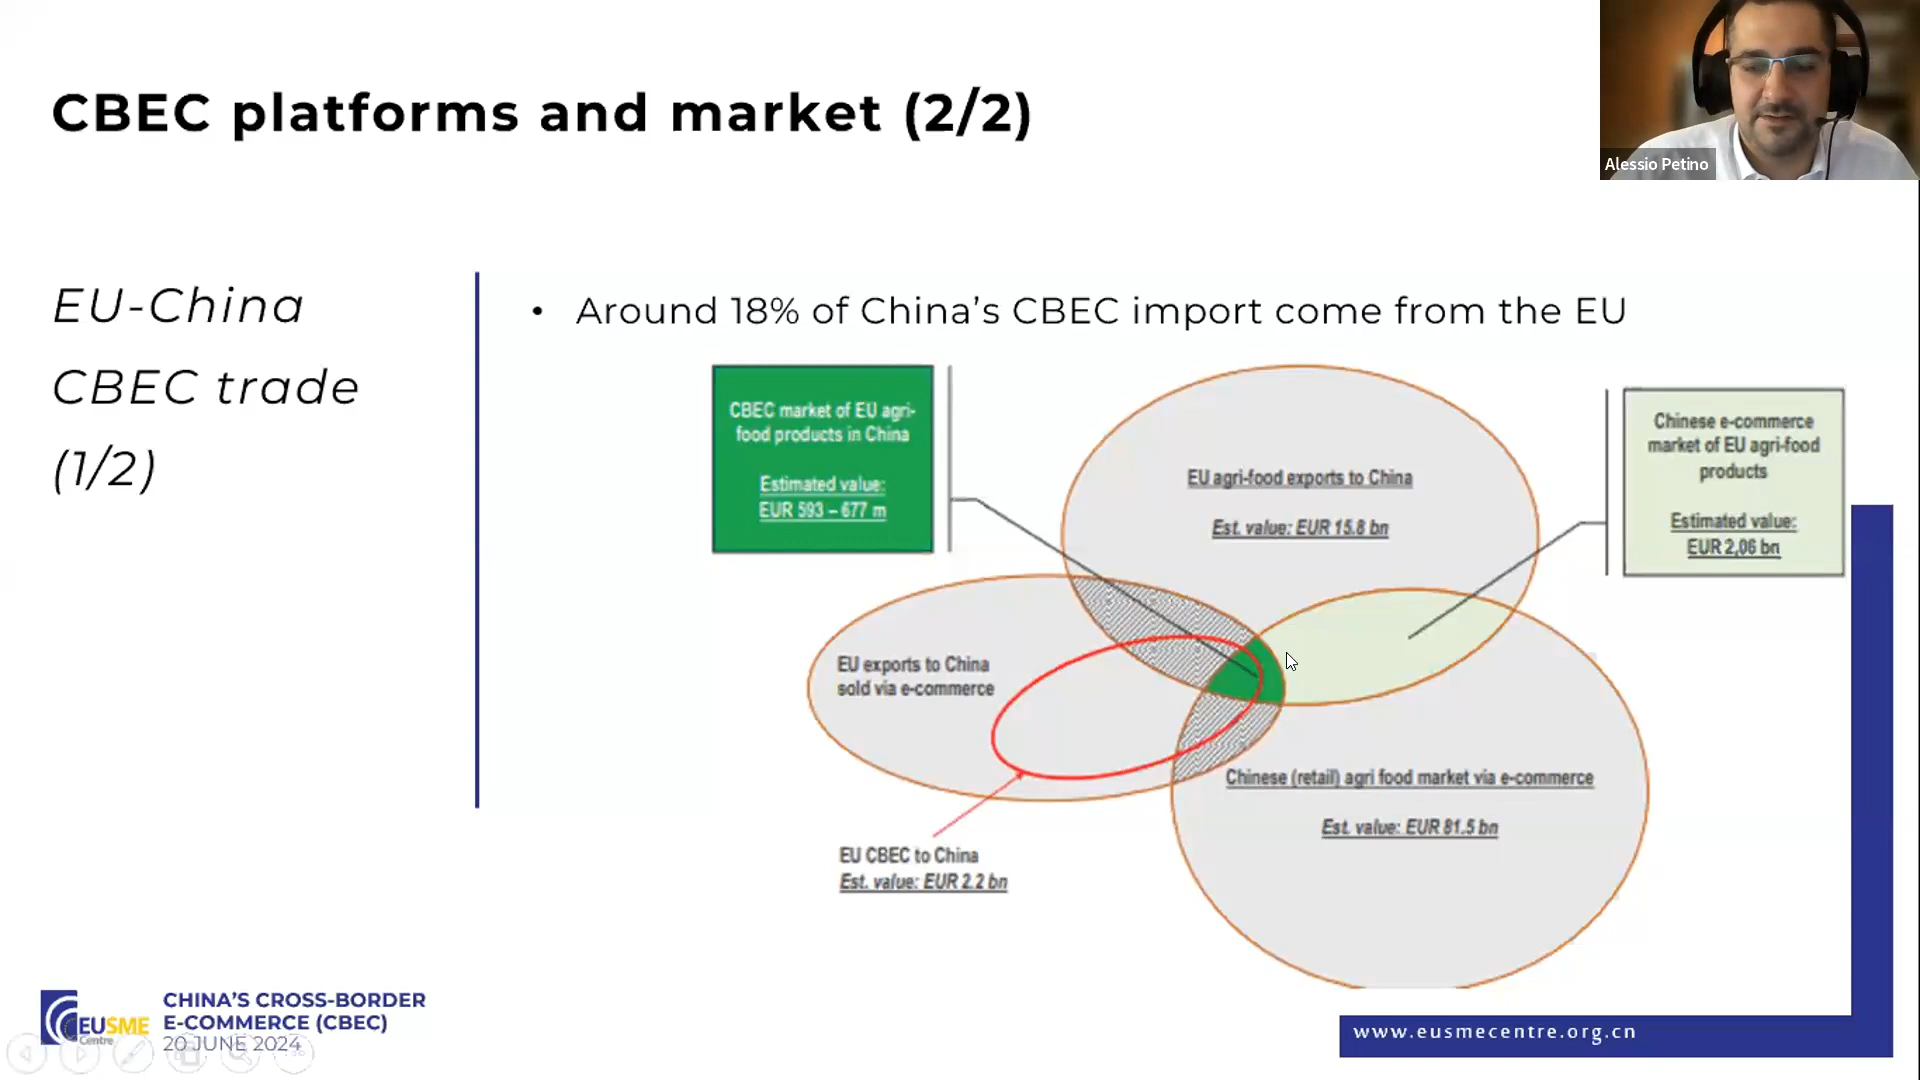 CBEC platforms and market (2/2)
Alessio Petino
EU-China
CBEC trade
(1/2)
• Around 18% of China’s CBEC import come from the EU
CBEC market of EU agri-
food products in China
Estimated value:
EUR 593 – 677 m
EU agri-food exports to China
Est. value: EUR 15.8 bn
Chinese e-commerce
market of EU agri-food
products
Estimated value:
EUR 2,06 bn
EU exports to China
sold via e-commerce
Chinese (retail) agri food market via e-commerce
Est. value: EUR 81.5 bn
EU CBEC to China
Est. value: EUR 2.2 bn
EUSME
Centre
CHINA’S CROSS-BORDER
E-COMMERCE (CBEC)
20 JUNE 2024
www.eusmecentre.org.cn